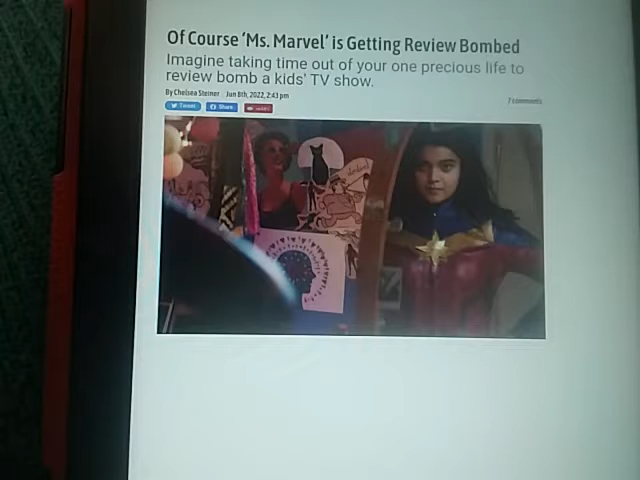 Of Course 'Ms. Marvel' is Getting Review Bombed
Imagine taking time out of your one precious life to
review bomb a kids' TV show.
By Chelsea Steiner Jun 8th, 2022, 2:43 pm
7 comments
Tweet Share